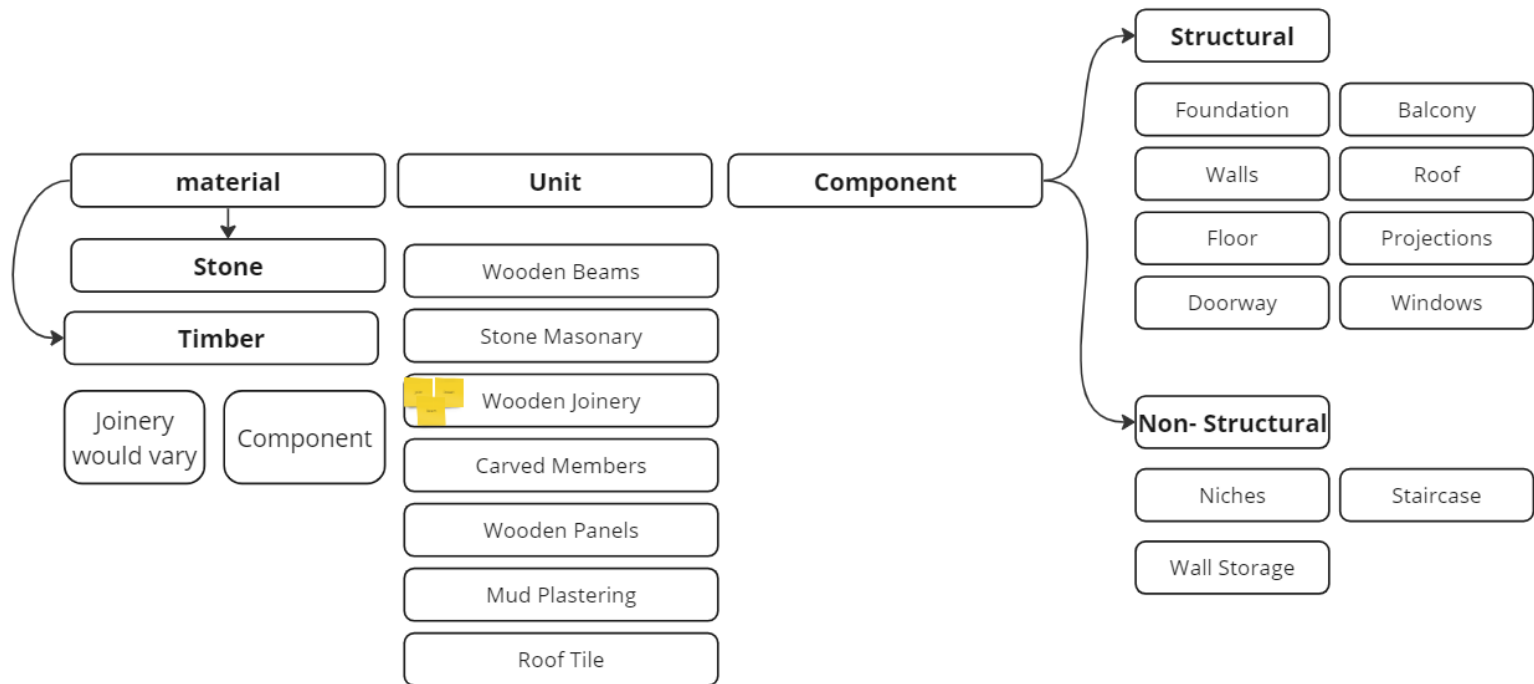 material
Stone
Timber
Joinery
would vary
Component
Unit
Wooden Beams
Stone Masonary
Wooden Joinery
Carved Members
Wooden Panels
Mud Plastering
Roof Tile
Component
Structural
Foundation
Balcony
Walls
Roof
Floor
Projections
Doorway
Windows
Non- Structural
Niches
Staircase
Wall Storage